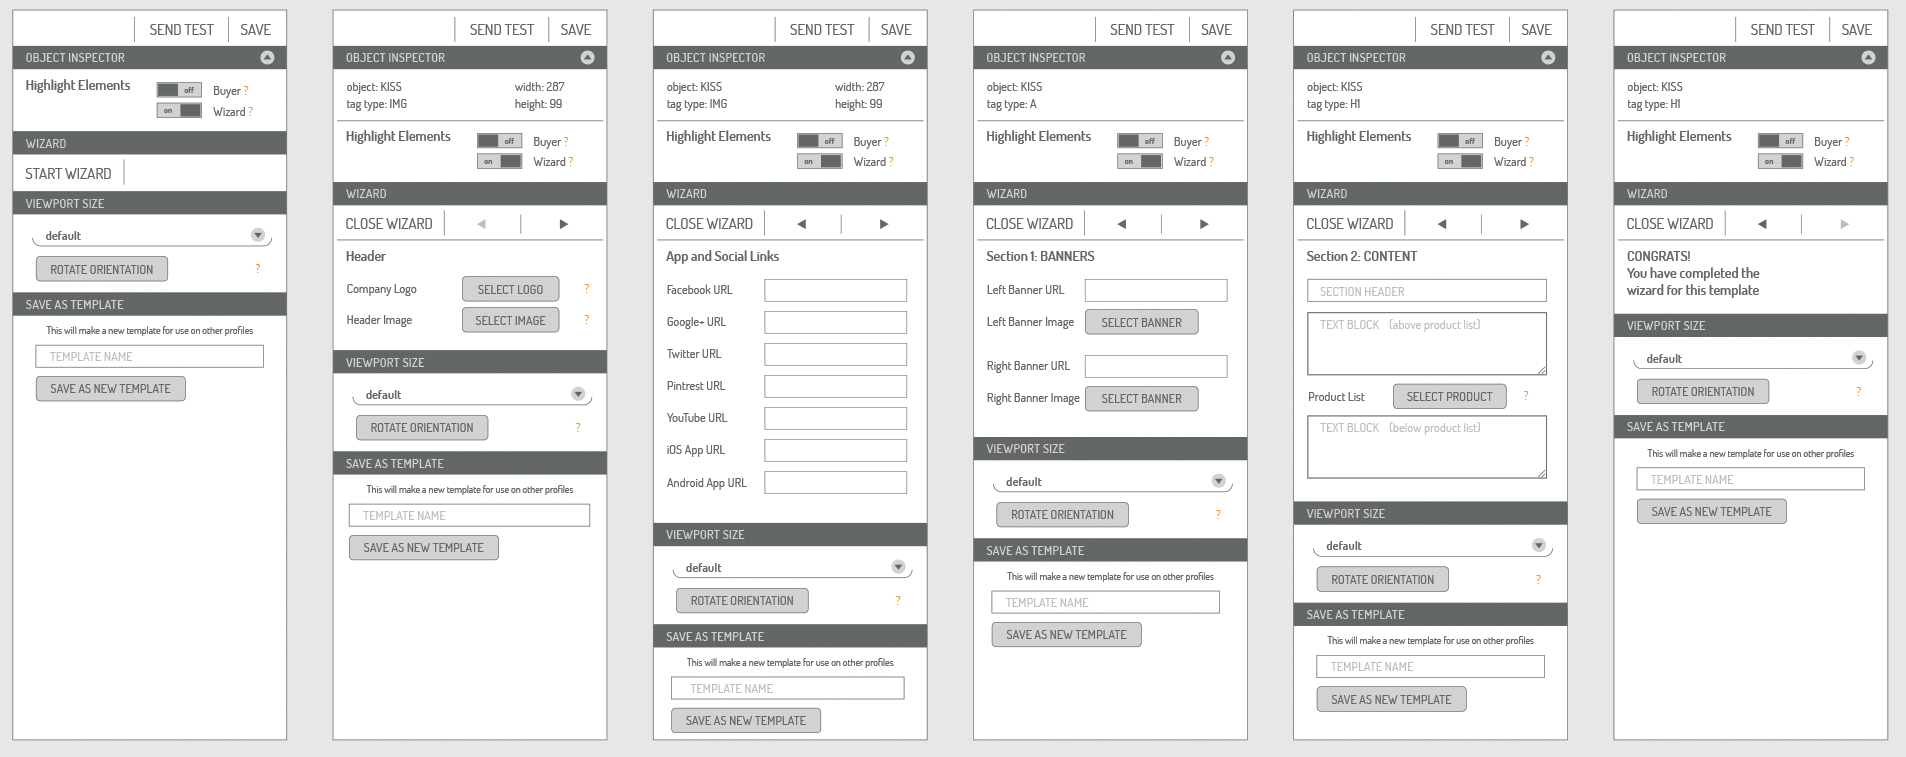 SEND TEST SAVE
OBJECT INSPECTOR
Highlight Elements
off Buyer ?
on Wizard ?
WIZARD
START WIZARD
VIEWPORT SIZE
default
ROTATE ORIENTATION ?
SAVE AS TEMPLATE
This will make a new template for use on other profiles
TEMPLATE NAME
SAVE AS NEW TEMPLATE
SEND TEST SAVE
OBJECT INSPECTOR
object: KISS width: 287
tag type: IMG height: 99
Highlight Elements
off Buyer ?
on Wizard ?
WIZARD
CLOSE WIZARD
Header
Company Logo SELECT LOGO ?
Header Image SELECT IMAGE ?
VIEWPORT SIZE
default
ROTATE ORIENTATION ?
SAVE AS TEMPLATE
This will make a new template for use on other profiles
TEMPLATE NAME
SAVE AS NEW TEMPLATE
SEND TEST SAVE
OBJECT INSPECTOR
object: KISS width: 287
tag type: IMG height: 99
Highlight Elements
off Buyer ?
on Wizard ?
WIZARD
CLOSE WIZARD
App and Social Links
Facebook URL
Google+ URL
Twitter URL
Pintrest URL
YouTube URL
iOS App URL
Android App URL
VIEWPORT SIZE
default
ROTATE ORIENTATION ?
SAVE AS TEMPLATE
This will make a new template for use on other profiles
TEMPLATE NAME
SAVE AS NEW TEMPLATE
SEND TEST SAVE
OBJECT INSPECTOR
object: KISS
tag type: A
Highlight Elements
off Buyer ?
on Wizard ?
WIZARD
CLOSE WIZARD
Section 1: BANNERS
Left Banner URL
Left Banner Image SELECT BANNER
Right Banner URL
Right Banner Image SELECT BANNER
VIEWPORT SIZE
default
ROTATE ORIENTATION ?
SAVE AS TEMPLATE
This will make a new template for use on other profiles
TEMPLATE NAME
SAVE AS NEW TEMPLATE
SEND TEST SAVE
OBJECT INSPECTOR
object: KISS
tag type: H1
Highlight Elements
off Buyer ?
on Wizard ?
WIZARD
CLOSE WIZARD
Section 2: CONTENT
SECTION HEADER
TEXT BLOCK (above product list)
Product List SELECT PRODUCT ?
TEXT BLOCK (below product list)
VIEWPORT SIZE
default
ROTATE ORIENTATION ?
SAVE AS TEMPLATE
This will make a new template for use on other profiles
TEMPLATE NAME
SAVE AS NEW TEMPLATE
SEND TEST SAVE
OBJECT INSPECTOR
object: KISS
tag type: H1
Highlight Elements
off Buyer ?
on Wizard ?
WIZARD
CLOSE WIZARD
CONGRATS!
You have completed the
wizard for this template
VIEWPORT SIZE
default
ROTATE ORIENTATION ?
SAVE AS TEMPLATE
This will make a new template for use on other profiles
TEMPLATE NAME
SAVE AS NEW TEMPLATE